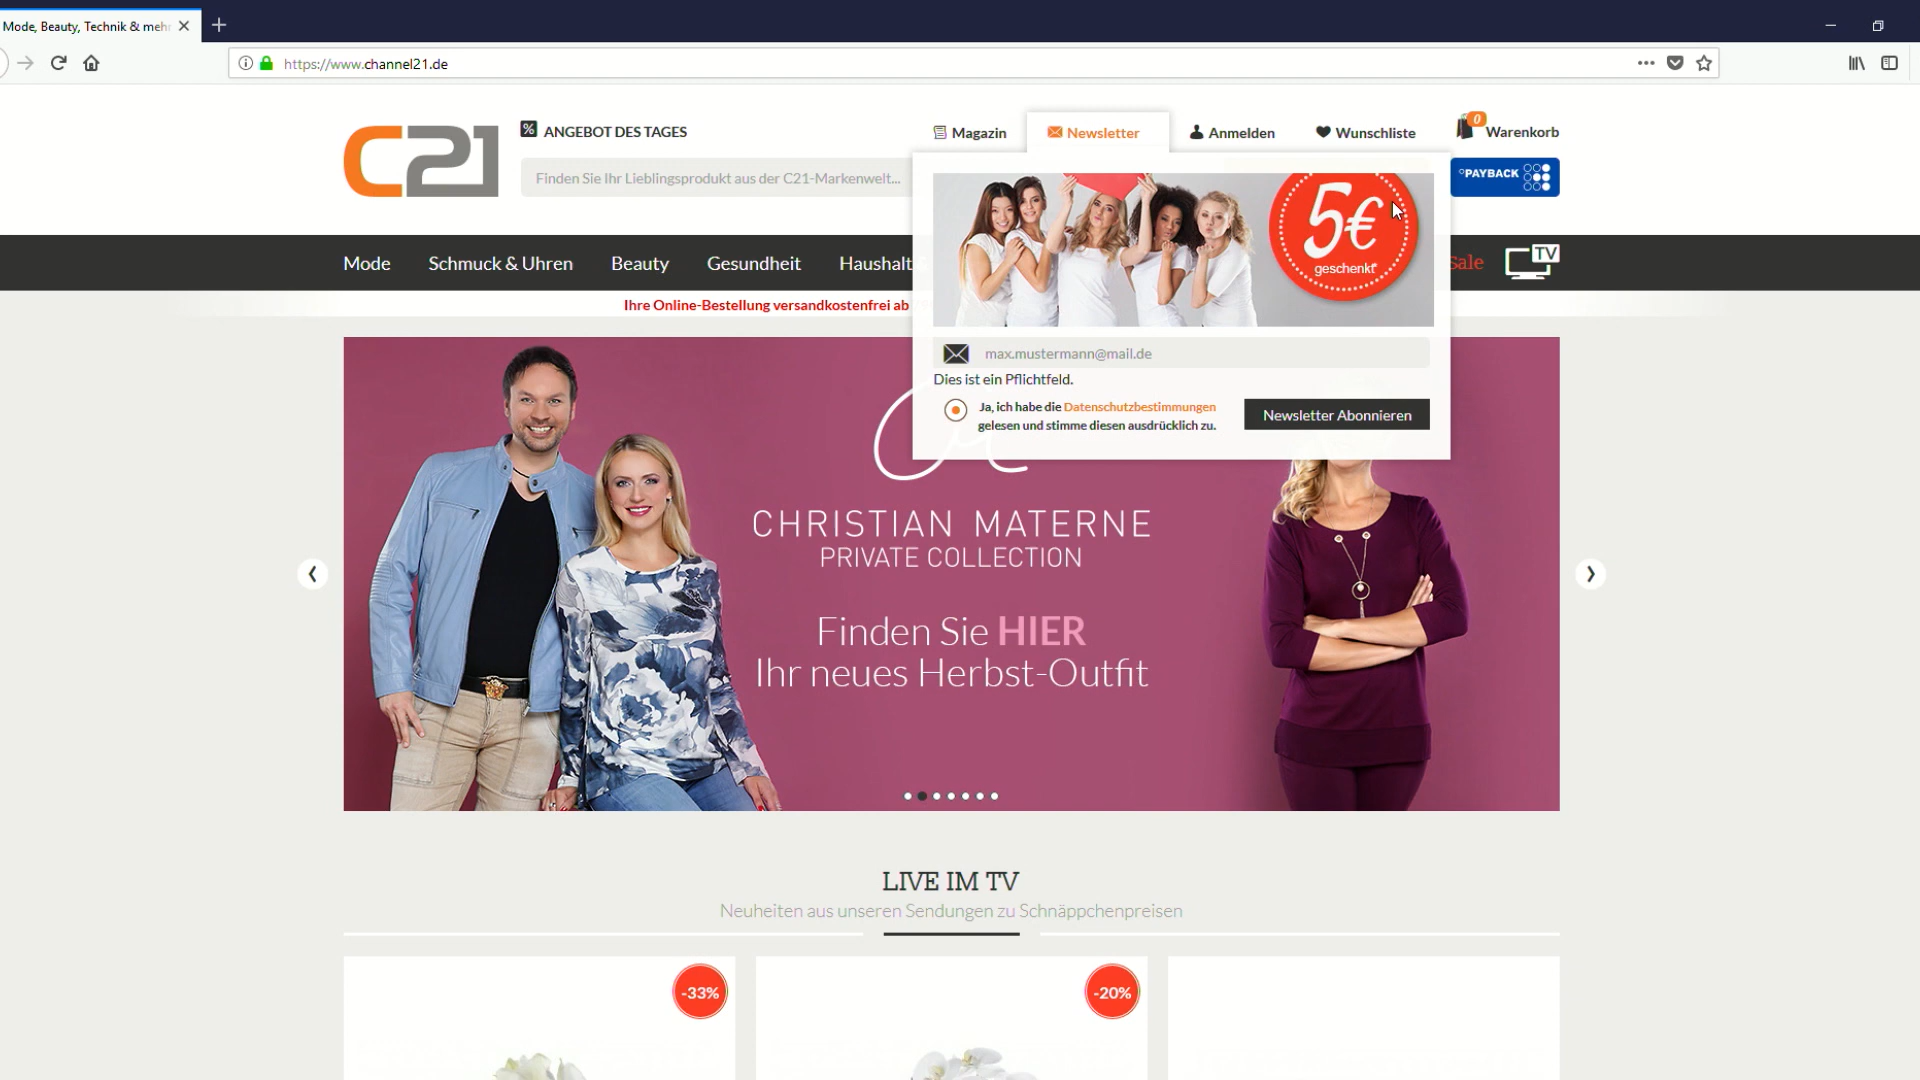 Mode, Beauty, Technik & meh
https://www.channel21.de
C21
% ANGEBOT DES TAGES
Magazin
Newsletter
Anmelden
Wunschliste
0
Warenkorb
Finden Sie Ihr Lieblingsprodukt aus der C21-Markenwelt...
°PAYBACK
5€
geschenkt*
Mode
Schmuck & Uhren
Beauty
Gesundheit
Haushalt
Sale
TV
Ihre Online-Bestellung versandkostenfrei ab
max.mustermann@mail.de
Dies ist ein Pflichtfeld.
Ja, ich habe die Datenschutzbestimmungen
gelesen und stimme diesen ausdrücklich zu.
Newsletter Abonnieren
CHRISTIAN MATERNE
PRIVATE COLLECTION
Finden Sie HIER
Ihr neues Herbst-Outfit
LIVE IM TV
Neuheiten aus unseren Sendungen zu Schnäppchenpreisen
-33%
-20%